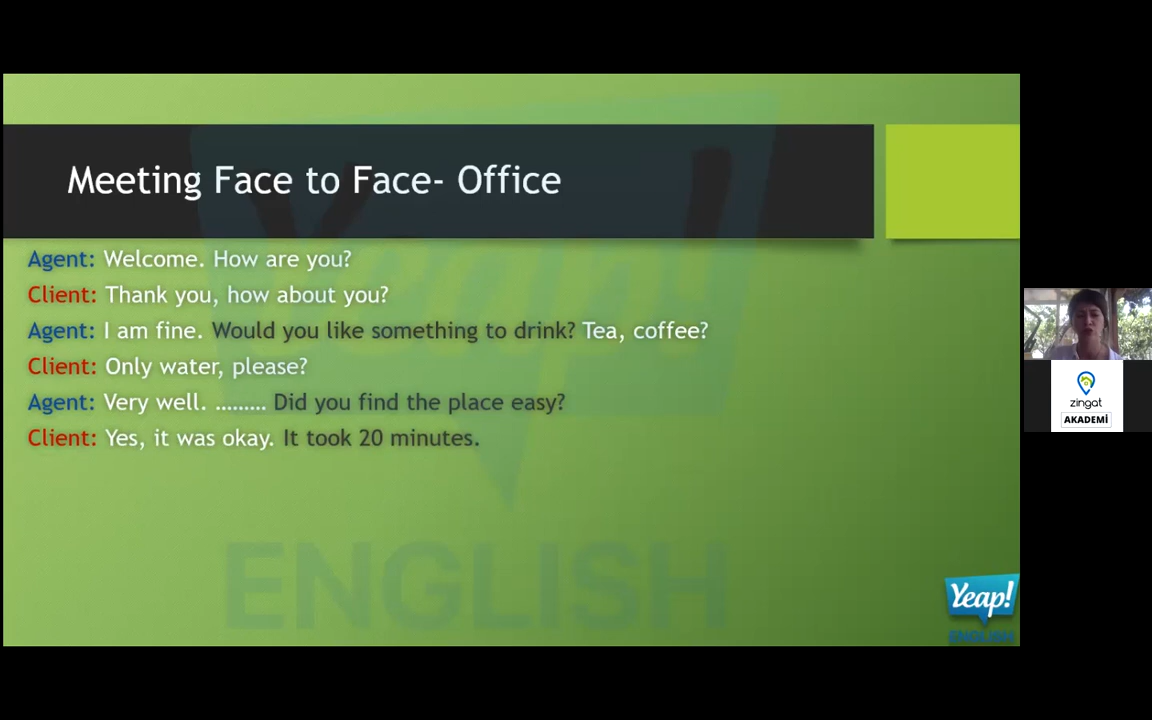 Meeting Face to Face- Office
Agent: Welcome. How are you?
Client: Thank you, how about you?
Agent: I am fine. Would you like something to drink? Tea, coffee?
Client: Only water, please?
Agent: Very well. ......... Did you find the place easy?
Client: Yes, it was okay. It took 20 minutes.
Yeap!
ENGLISH
Yeap!
ENGLISH
zingat
AKADEMİ